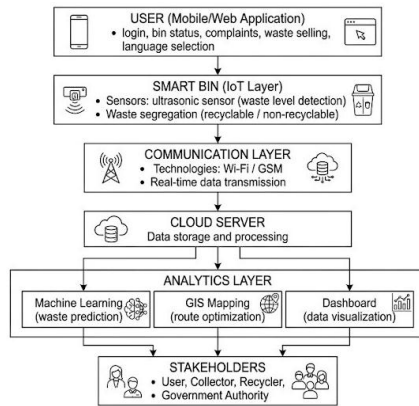 USER (Mobile/Web Application)
• login, bin status, complaints, waste selling,
language selection
SMART BIN (IoT Layer)
• Sensors: ultrasonic sensor (waste level detection)
• Waste segregation (recyclable / non-recyclable)
COMMUNICATION LAYER
• Technologies: Wi-Fi / GSM
• Real-time data transmission
CLOUD SERVER
Data storage and processing
ANALYTICS LAYER
Machine Learning
(waste prediction)
GIS Mapping
(route optimization)
Dashboard
(data visualization)
STAKEHOLDERS
• User, Collector, Recycler,
• Government Authority